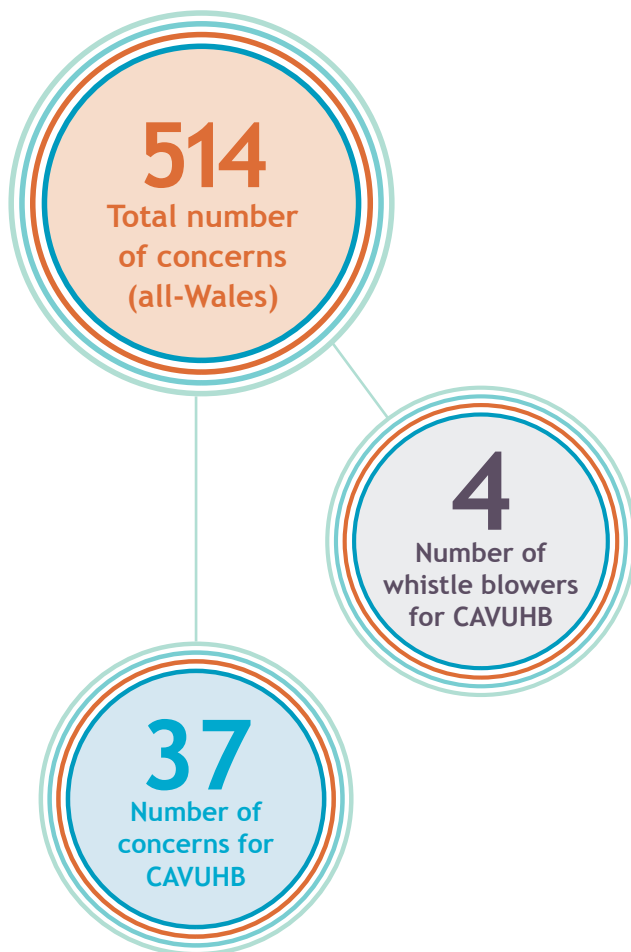 514
Total number
of concerns
(all-Wales)
4
Number of
whistle blowers
for CAVUHB
37
Number of
concerns for
CAVUHB